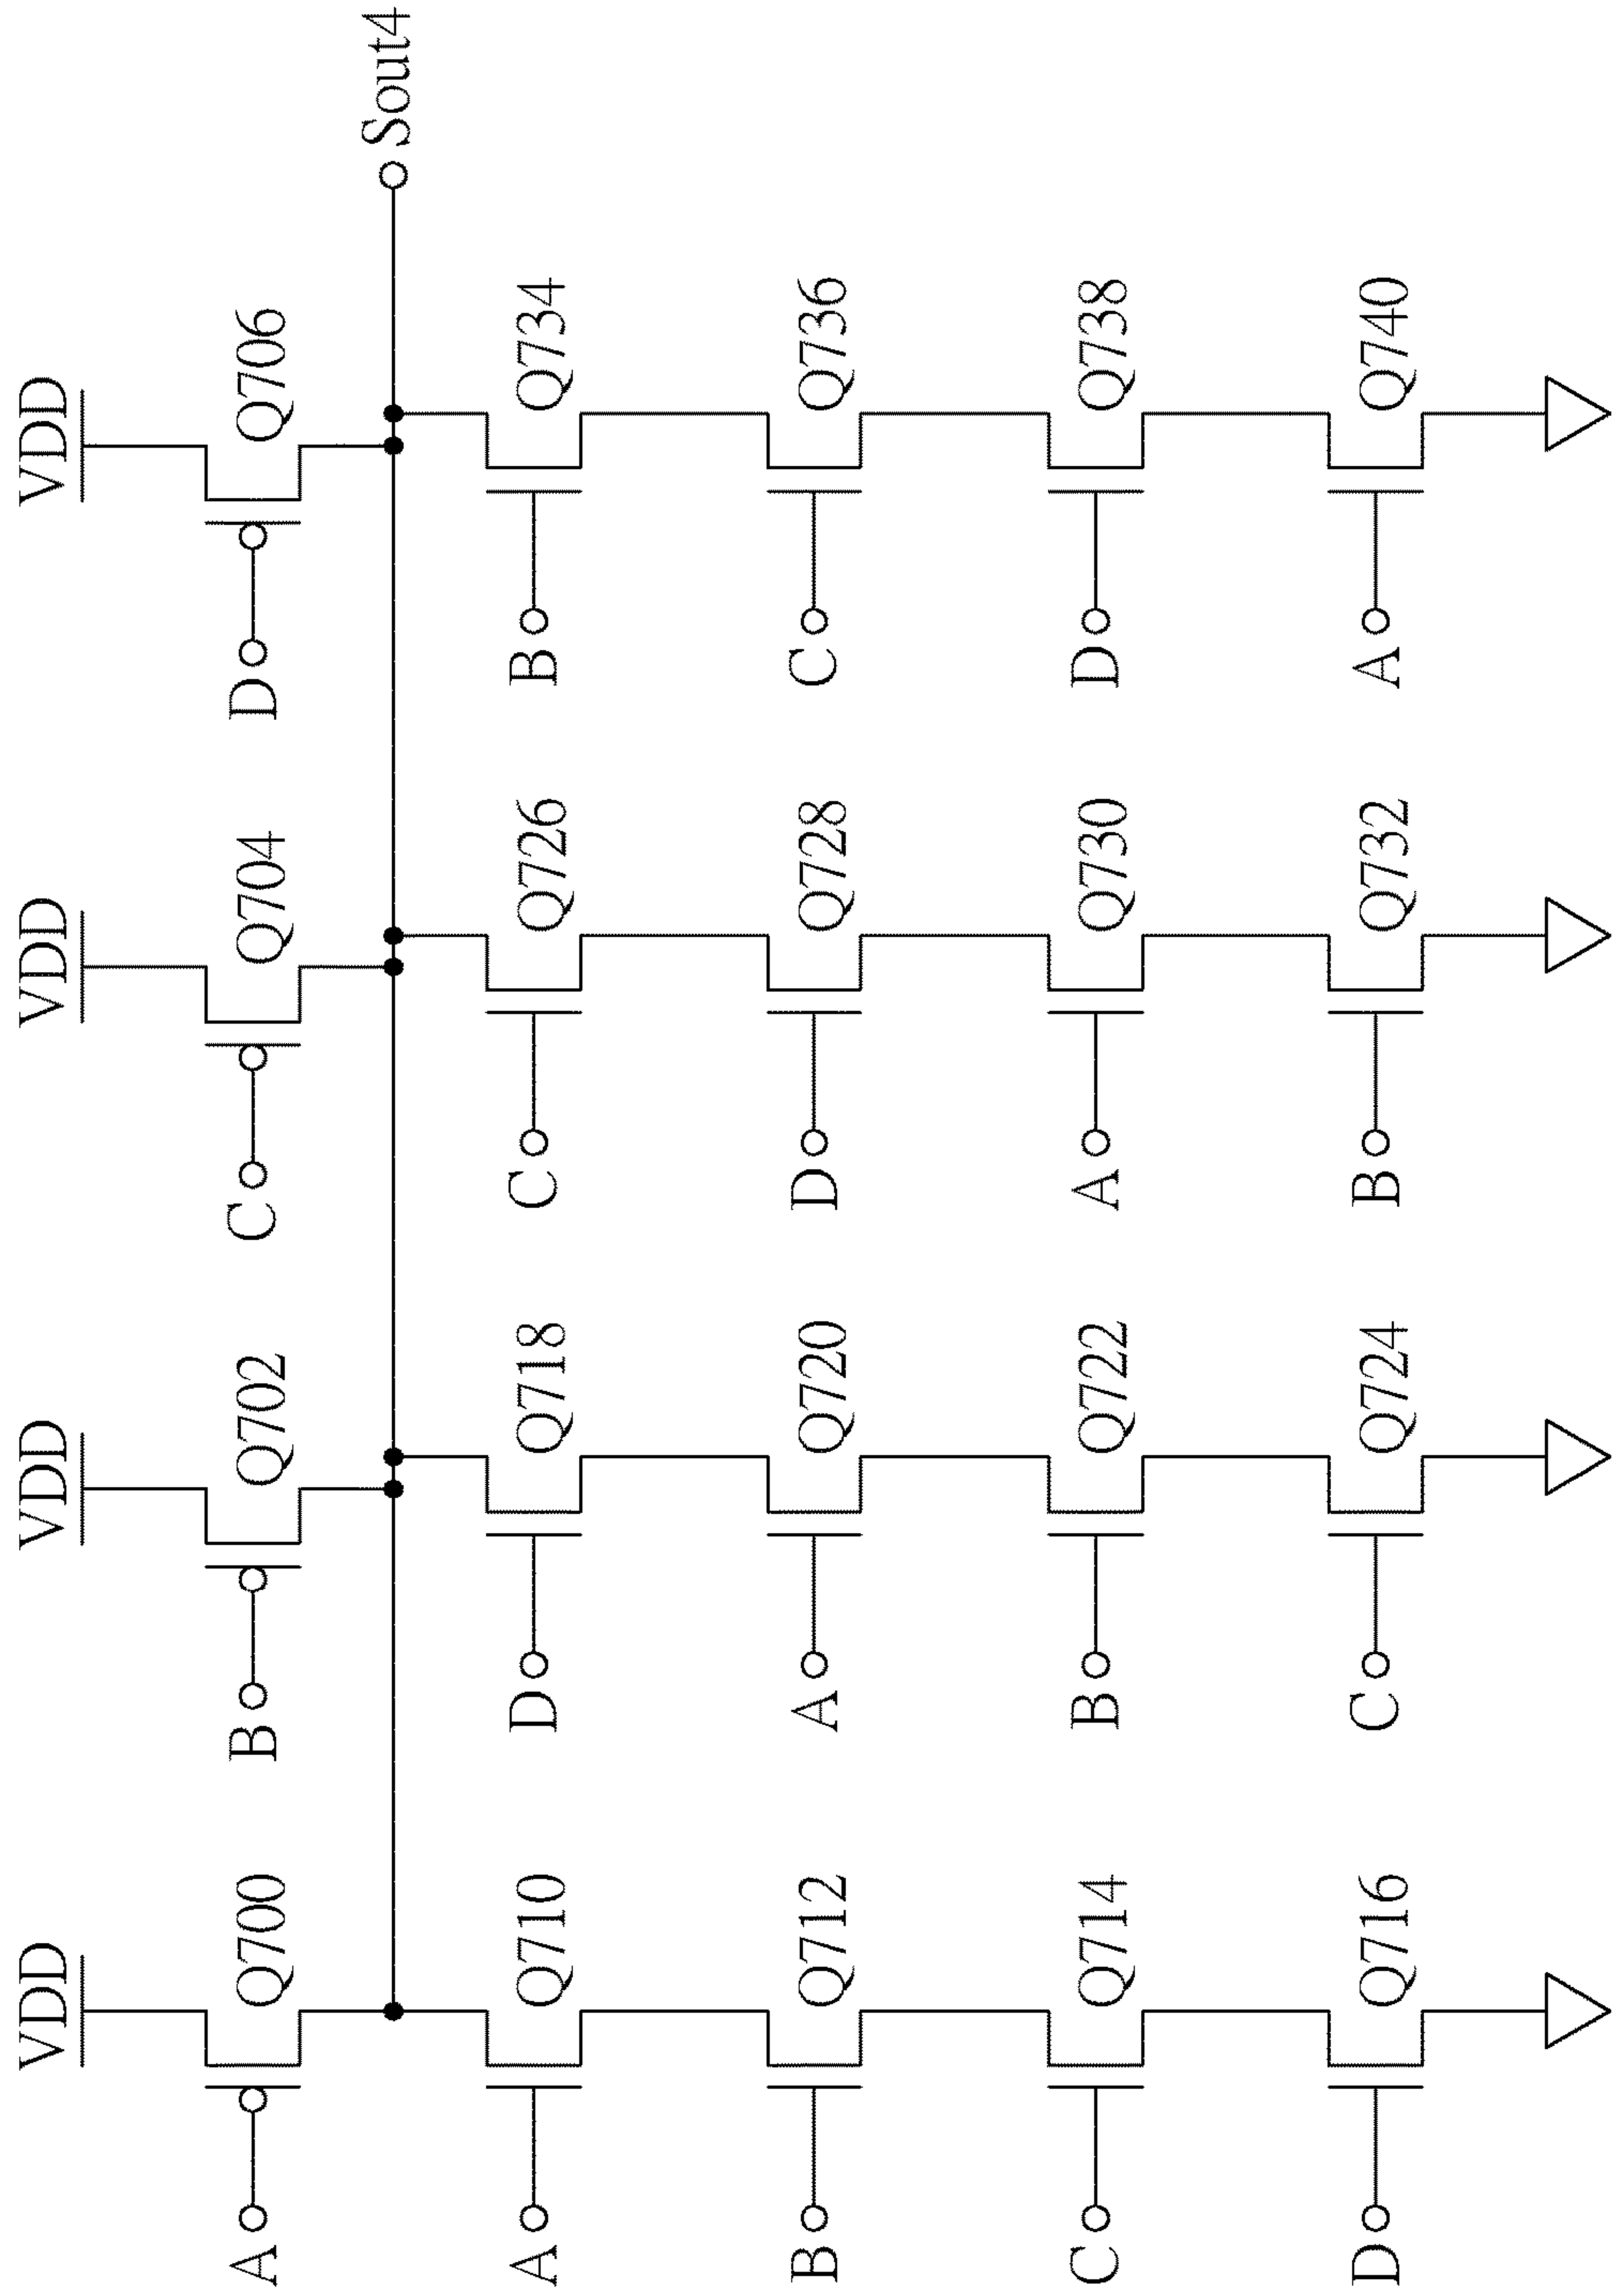 VDD VDD VDD VDD
A Q700 B Q702 C Q704 D Q706
Sout4
A Q710 D Q718 C Q726 B Q734
B Q712 A Q720 D Q728 C Q736
C Q714 B Q722 A Q730 D Q738
D Q716 C Q724 B Q732 A Q740